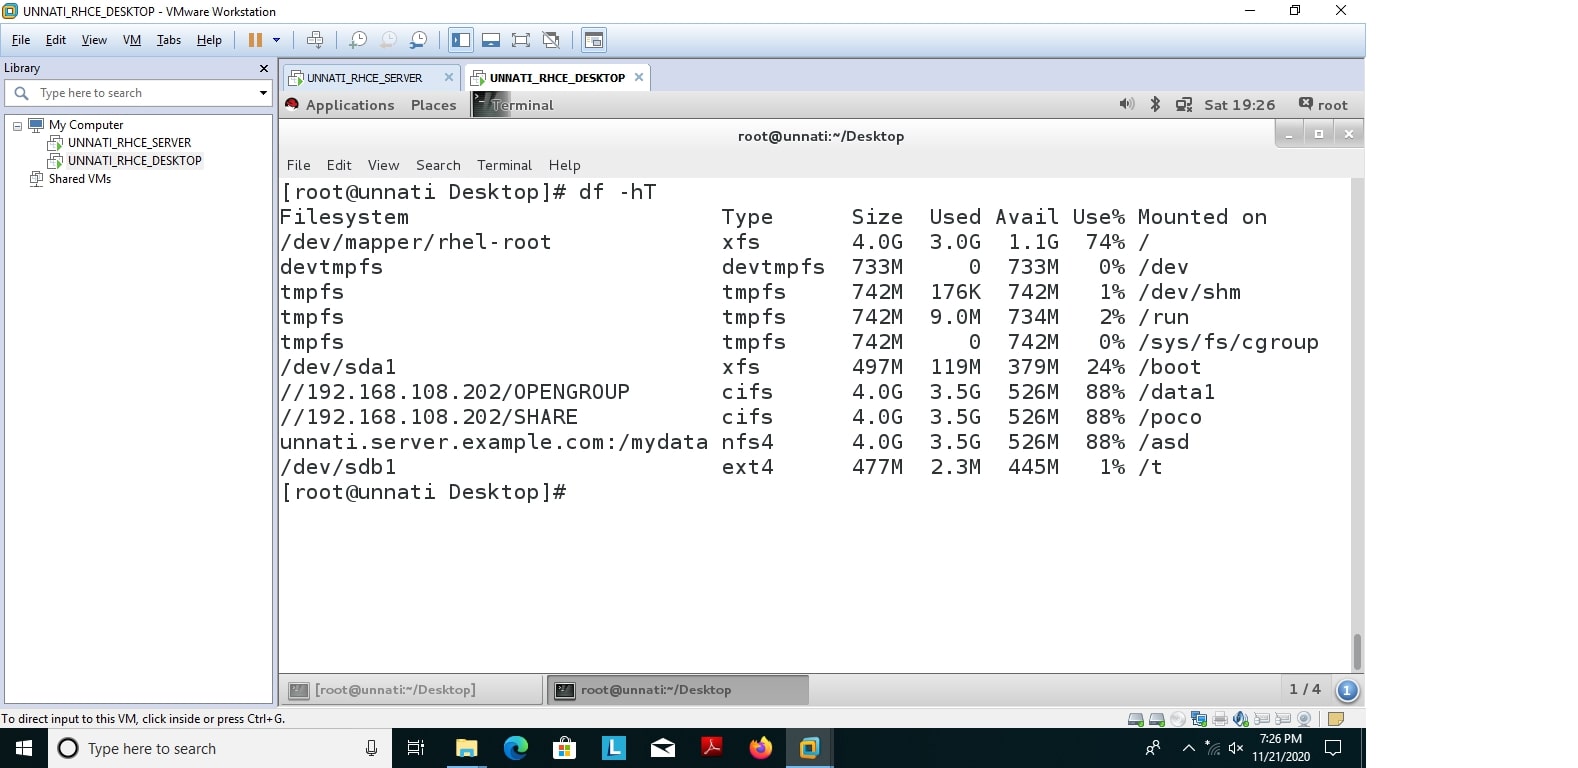 UNNATI_RHCE_DESKTOP - VMware Workstation
File Edit View VM Tabs Help
Library
Type here to search
My Computer
UNNATI_RHCE_SERVER
UNNATI_RHCE_DESKTOP
Shared VMs
UNNATI_RHCE_SERVER UNNATI_RHCE_DESKTOP
Applications Places Terminal Sat 19:26 root
root@unnati:~/Desktop
File Edit View Search Terminal Help
[root@unnati Desktop]# df -hT
Filesystem Type Size Used Avail Use% Mounted on
/dev/mapper/rhel-root xfs 4.0G 3.0G 1.1G 74% /
devtmpfs devtmpfs 733M 0 733M 0% /dev
tmpfs tmpfs 742M 176K 742M 1% /dev/shm
tmpfs tmpfs 742M 9.0M 734M 2% /run
tmpfs tmpfs 742M 0 742M 0% /sys/fs/cgroup
/dev/sda1 xfs 497M 119M 379M 24% /boot
//192.168.108.202/OPENGROUP cifs 4.0G 3.5G 526M 88% /data1
//192.168.108.202/SHARE cifs 4.0G 3.5G 526M 88% /poco
unnati.server.example.com:/mydata nfs4 4.0G 3.5G 526M 88% /asd
/dev/sdb1 ext4 477M 2.3M 445M 1% /t
[root@unnati Desktop]#
[root@unnati:~/Desktop] root@unnati:~/Desktop 1 / 4 1
To direct input to this VM, click inside or press Ctrl+G.
Type here to search L 7:26 PM
11/21/2020